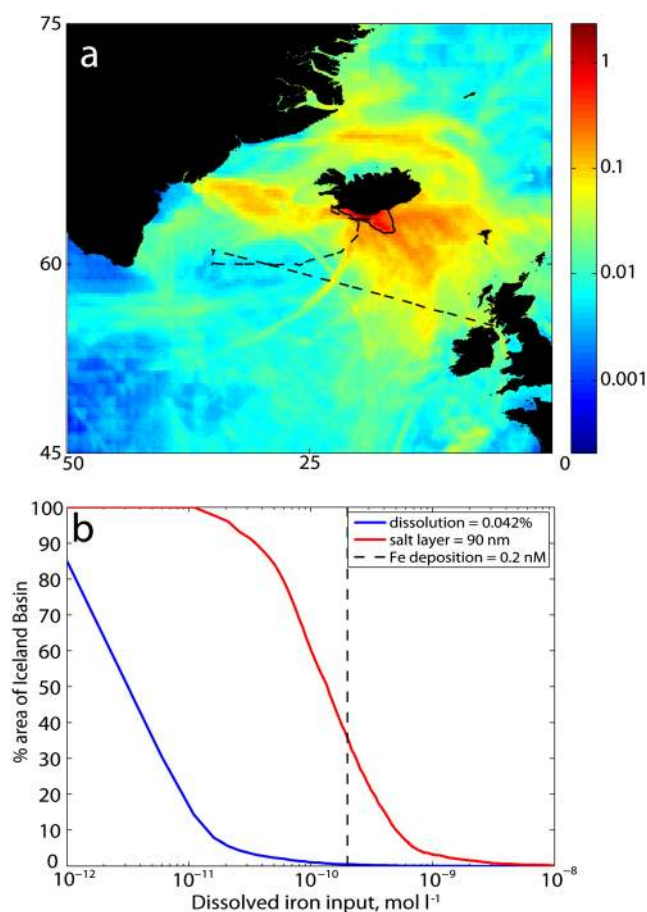 a
75
60
45
50
25
0
1
0.1
0.01
0.001
b
100
90
80
70
60
50
40
30
20
10
0
% area of Iceland Basin
dissolution = 0.042%
salt layer = 90 nm
Fe deposition = 0.2 nM
10⁻¹² 10⁻¹¹ 10⁻¹⁰ 10⁻⁹ 10⁻⁸
Dissolved iron input, mol l⁻¹